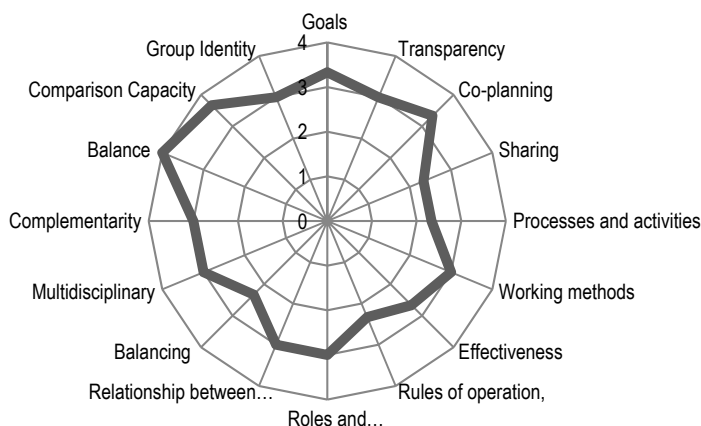 Goals
Transparency
Co-planning
Sharing
Processes and activities
Working methods
Effectiveness
Rules of operation,
Roles and…
Relationship between…
Balancing
Multidisciplinary
Complementarity
Balance
Comparison Capacity
Group Identity
4
3
2
1
0